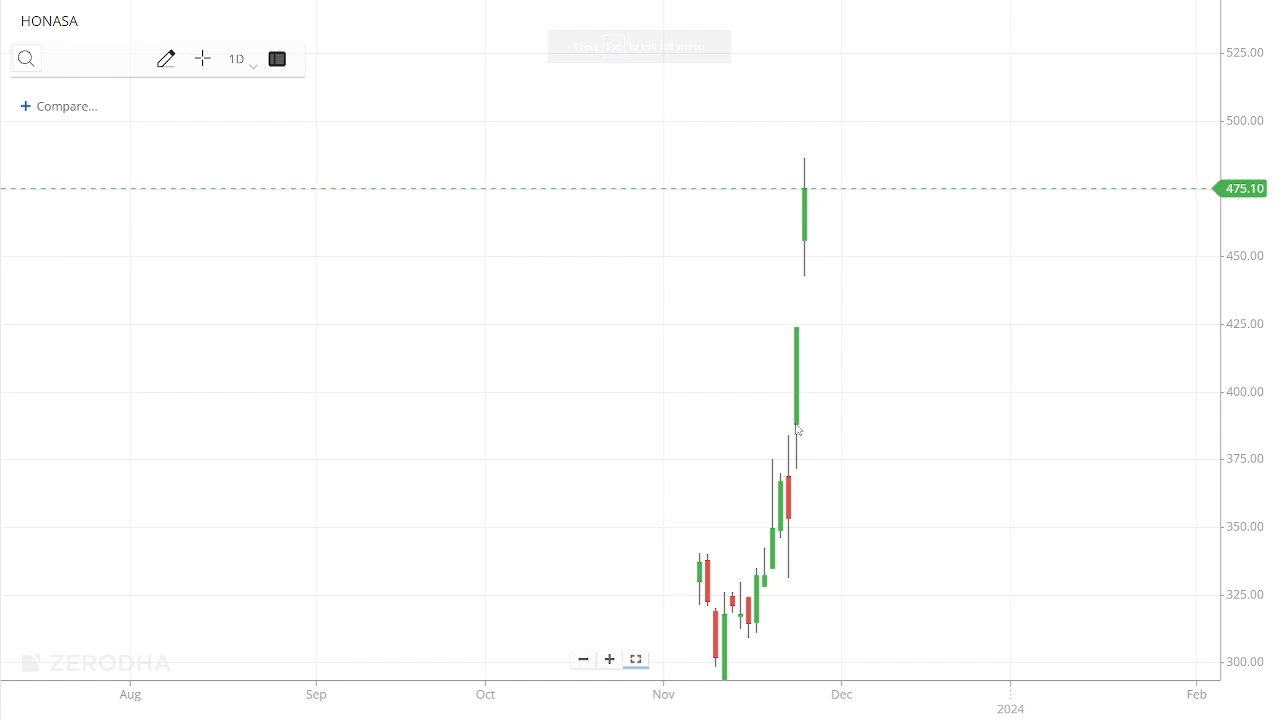 HONASA
1D
Compare...
525.00
500.00
475.10
450.00
425.00
400.00
375.00
350.00
325.00
300.00
ZERODHA
Aug Sep Oct Nov Dec Feb
2024